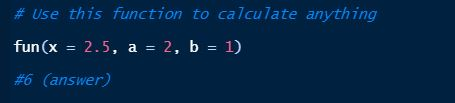 # Use this function to calculate anything
fun(x = 2.5, a = 2, b = 1)
#6 (answer)